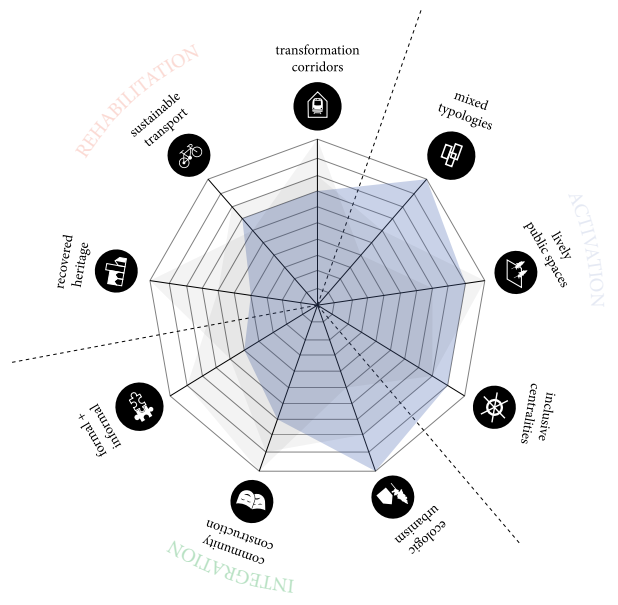 transformation
corridors
mixed
typologies
ACTIVATION
lively
public spaces
inclusive
centralities
ecologic
urbanism
community
construction
INTEGRATION
formal +
informal
recovered
heritage
REHABILITATION
sustainable
transport